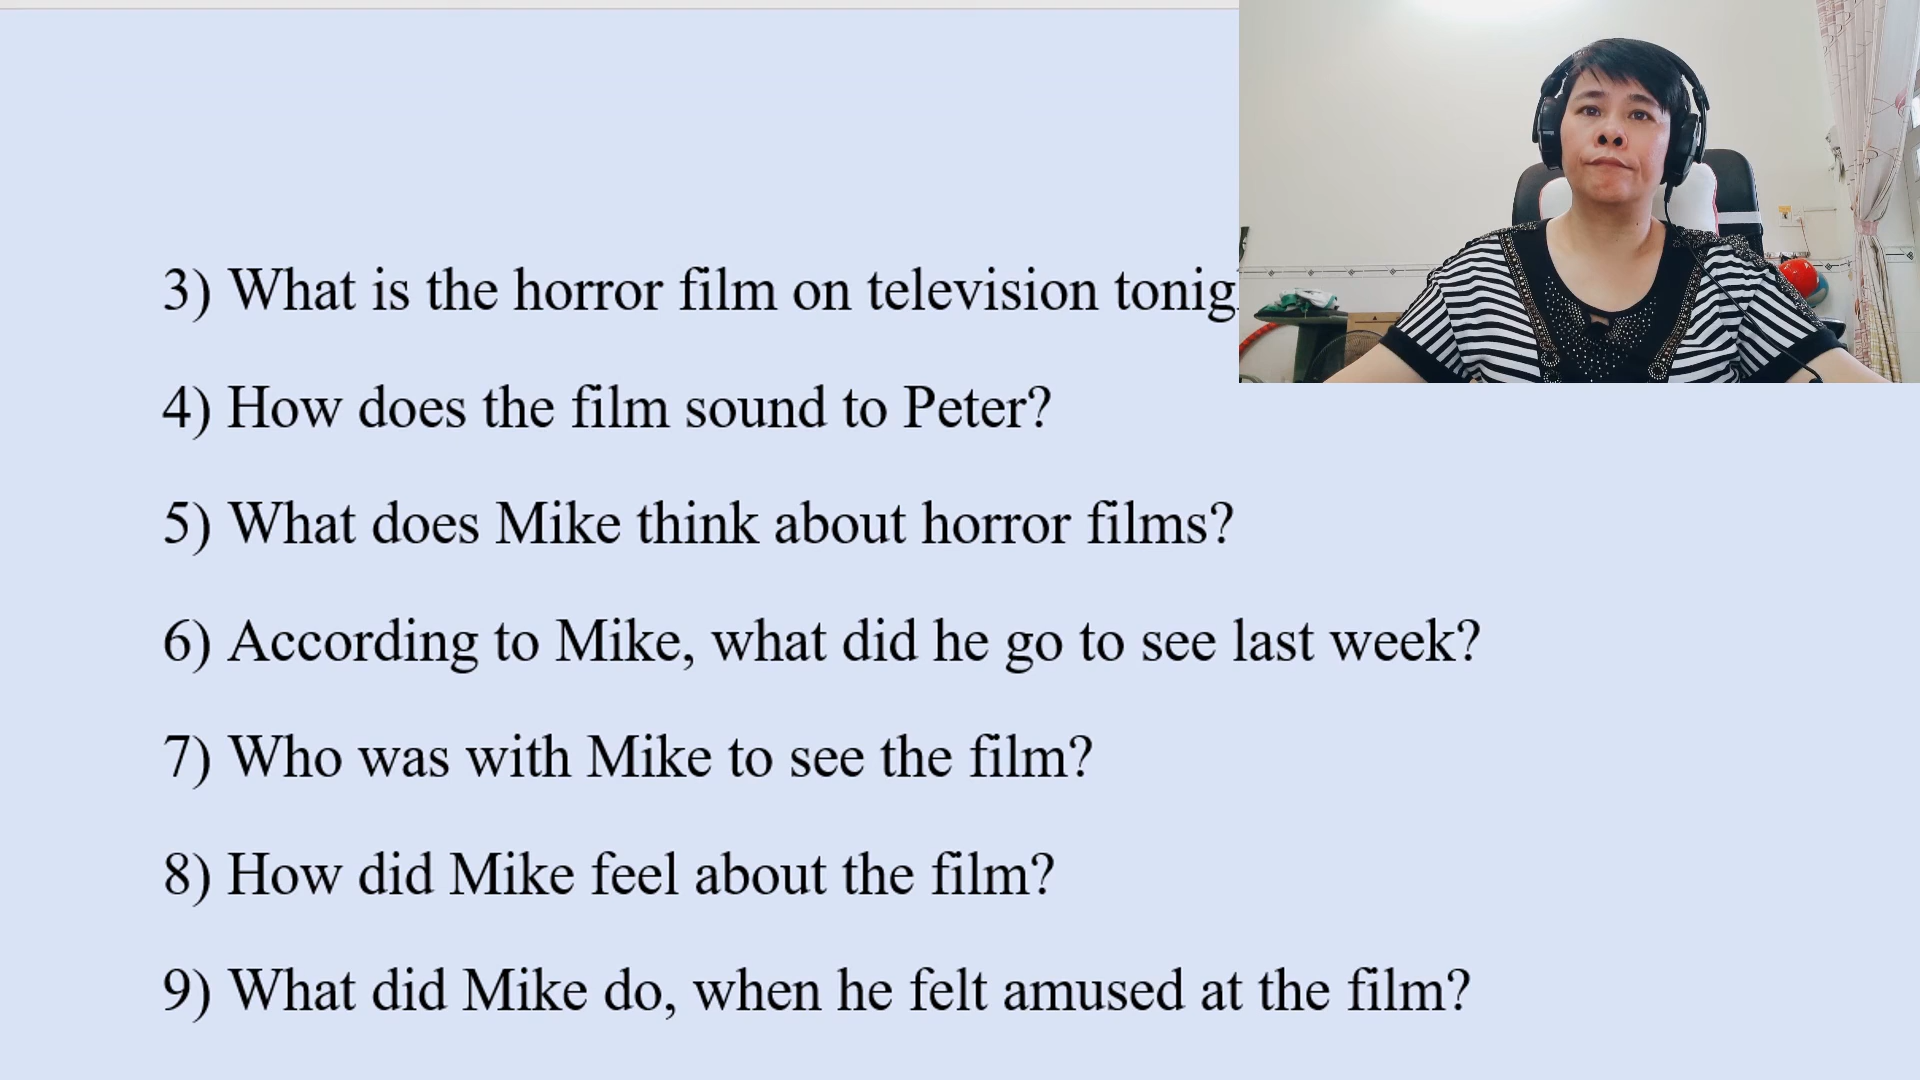 3) What is the horror film on television
4) How does the film sound to Peter?
5) What does Mike think about horror films?
6) According to Mike, what did he go to see last week?
7) Who was with Mike to see the film?
8) How did Mike feel about the film?
9) What did Mike do, when he felt amused at the film?